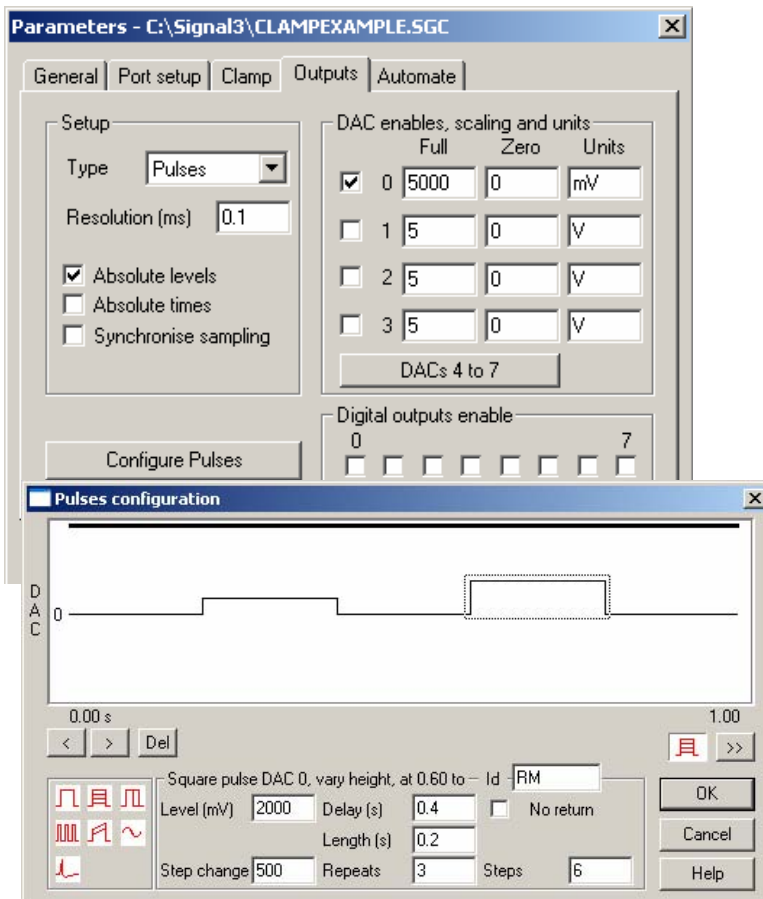 Parameters - C:\Signal3\CLAMPEXAMPLE.SGC
General Port setup Clamp Outputs Automate
Setup
Type Pulses
Resolution (ms) 0.1
Absolute levels
Absolute times
Synchronise sampling
Configure Pulses
DAC enables, scaling and units
Full Zero Units
0 5000 0 mV
1 5 0 V
2 5 0 V
3 5 0 V
DACs 4 to 7
Digital outputs enable
0 7
Pulses configuration
DAC
0
0.00 s 1.00
< > Del >>
Square pulse DAC 0, vary height, at 0.60 to Id RM
Level (mV) 2000 Delay (s) 0.4 No return
Length (s) 0.2
Step change 500 Repeats 3 Steps 6
OK
Cancel
Help